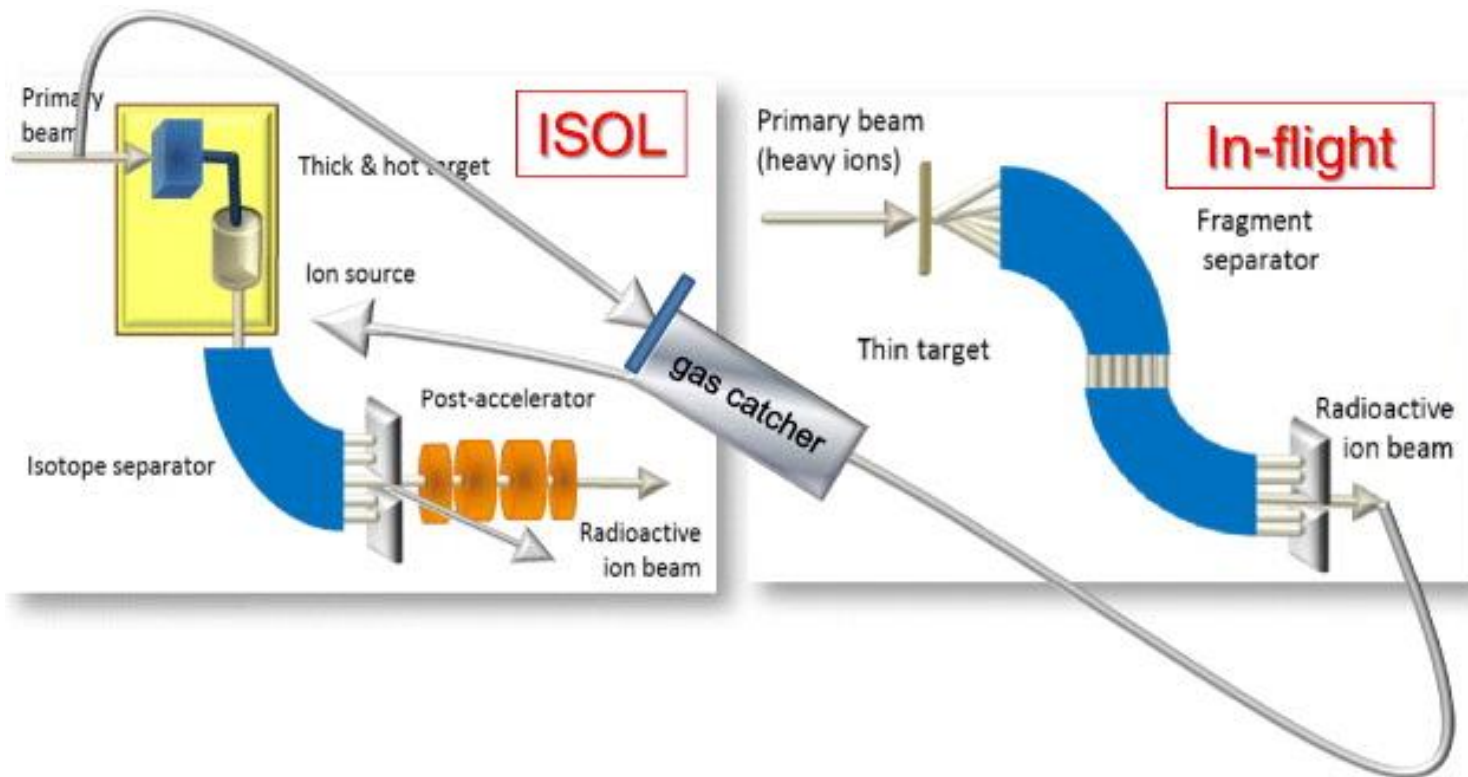 Primary
beam
ISOL
Thick & hot target
Ion source
Post-accelerator
Isotope separator
Radioactive
ion beam
gas catcher
Primary beam
(heavy ions)
In-flight
Fragment
separator
Thin target
Radioactive
ion beam